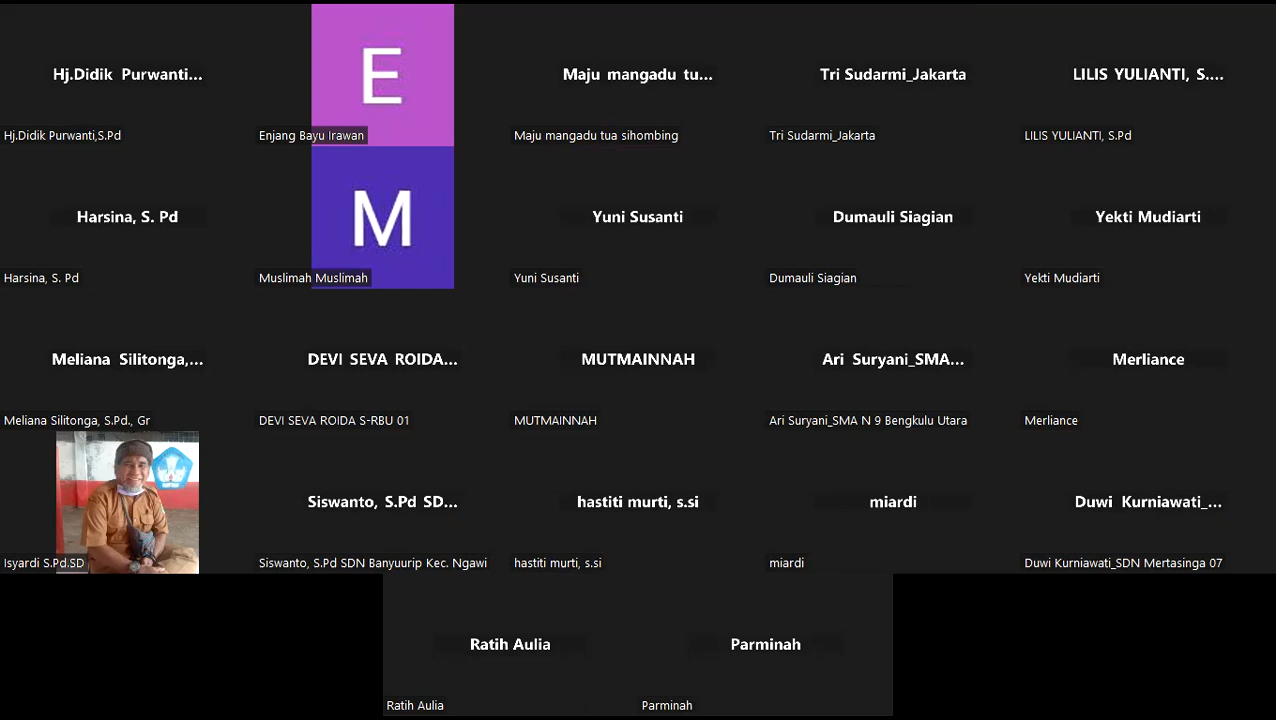 Hj.Didik Purwanti...
E
Maju mangadu tu...
Tri Sudarmi_Jakarta
LILIS YULIANTI, S....
Hj.Didik Purwanti,S.Pd
Enjang Bayu Irawan
Maju mangadu tua sihombing
Tri Sudarmi_Jakarta
LILIS YULIANTI, S.Pd
Harsina, S. Pd
M
Yuni Susanti
Dumauli Siagian
Yekti Mudiarti
Harsina, S. Pd
Muslimah Muslimah
Yuni Susanti
Dumauli Siagian
Yekti Mudiarti
Meliana Silitonga,...
DEVI SEVA ROIDA...
MUTMAINNAH
Ari Suryani_SMA...
Merliance
Meliana Silitonga, S.Pd., Gr
DEVI SEVA ROIDA S-RBU 01
MUTMAINNAH
Ari Suryani_SMA N 9 Bengkulu Utara
Merliance
Siswanto, S.Pd SD...
hastiti murti, s.si
miardi
Duwi Kurniawati_...
Isyardi S.Pd.SD
Siswanto, S.Pd SDN Banyuurip Kec. Ngawi
hastiti murti, s.si
miardi
Duwi Kurniawati_SDN Mertasinga 07
Ratih Aulia
Parminah
Ratih Aulia
Parminah